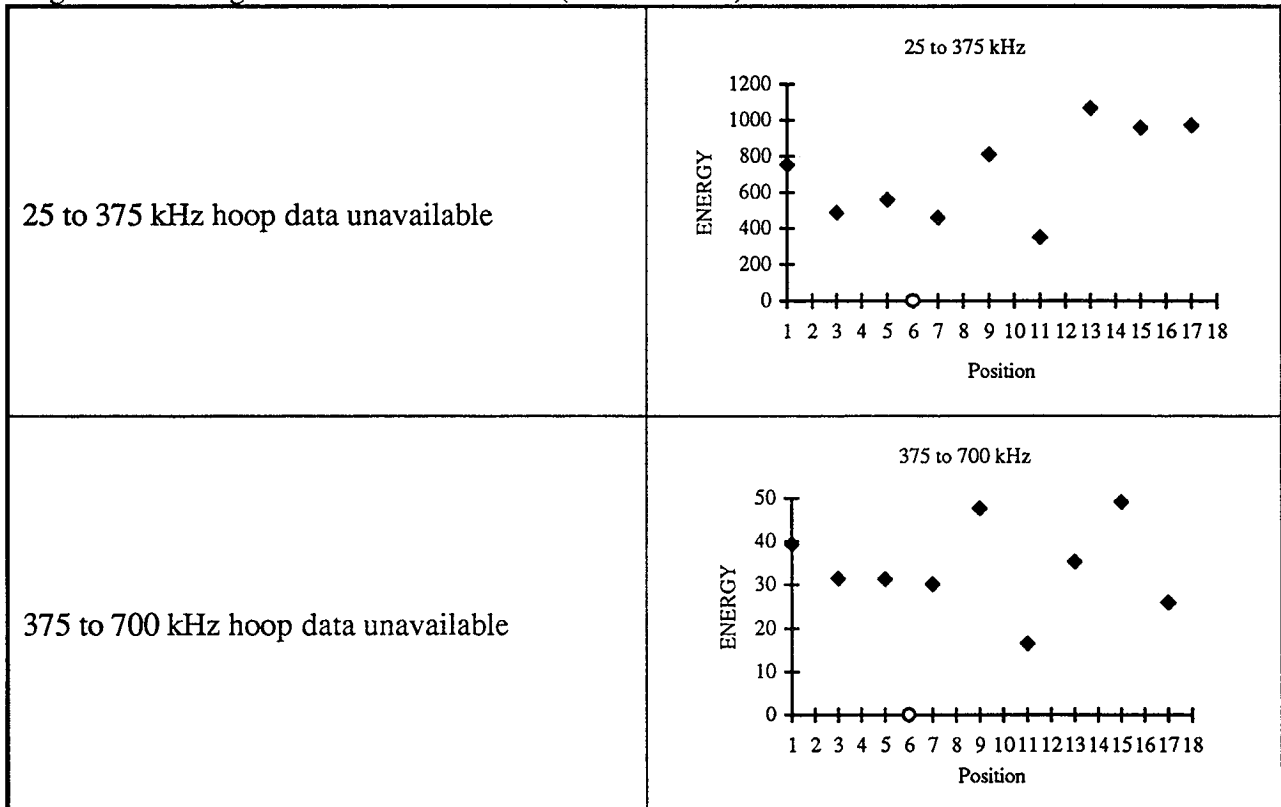 25 to 375 kHz hoop data unavailable
25 to 375 kHz
1200
1000
800
600
400
200
0
ENERGY
1 2 3 4 5 6 7 8 9 10 11 12 13 14 15 16 17 18
Position
375 to 700 kHz hoop data unavailable
375 to 700 kHz
50
40
30
20
10
0
ENERGY
1 2 3 4 5 6 7 8 9 10 11 12 13 14 15 16 17 18
Position